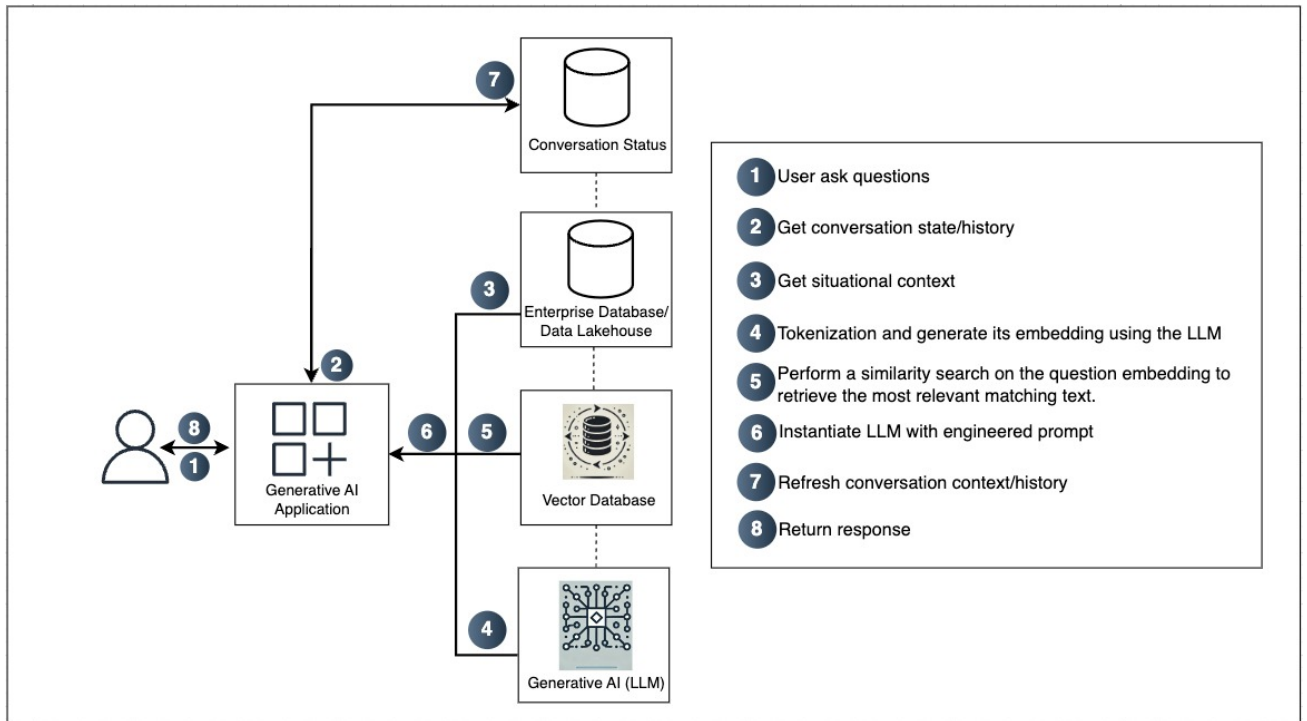 7
Conversation Status
3
Enterprise Database/
Data Lakehouse
2
8
1
Generative AI
Application
6
5
Vector Database
4
Generative AI (LLM)
1 User ask questions
2 Get conversation state/history
3 Get situational context
4 Tokenization and generate its embedding using the LLM
5 Perform a similarity search on the question embedding to
retrieve the most relevant matching text.
6 Instantiate LLM with engineered prompt
7 Refresh conversation context/history
8 Return response